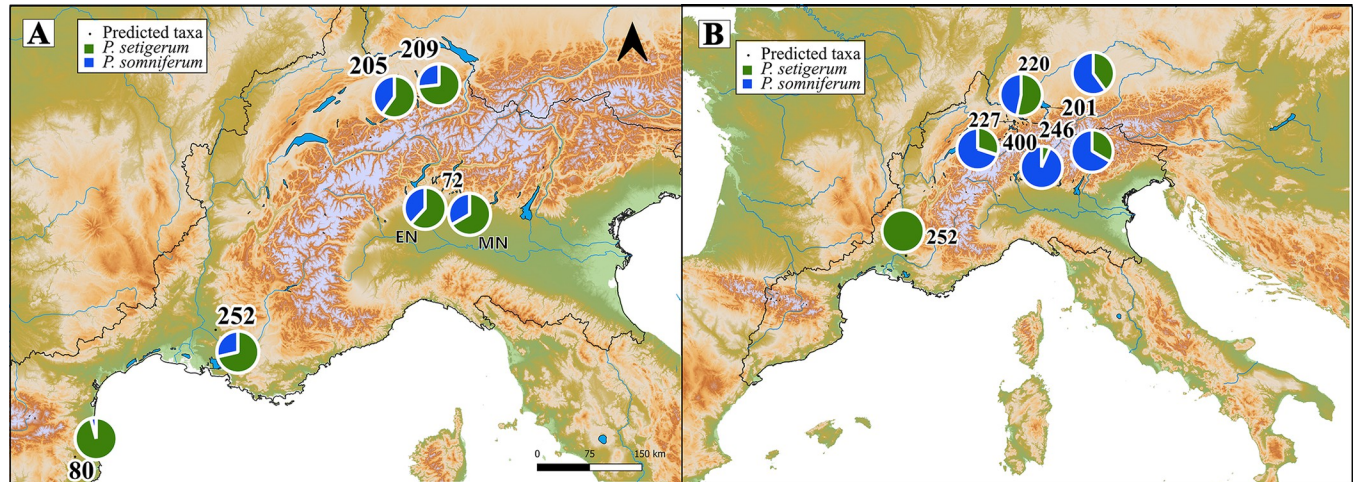 A
Predicted taxa
P. setigerum
P. somniferum
209
205
72
EN
MN
252
80
0 75 150 km
B
Predicted taxa
P. setigerum
P. somniferum
220
201
227
246
400
252